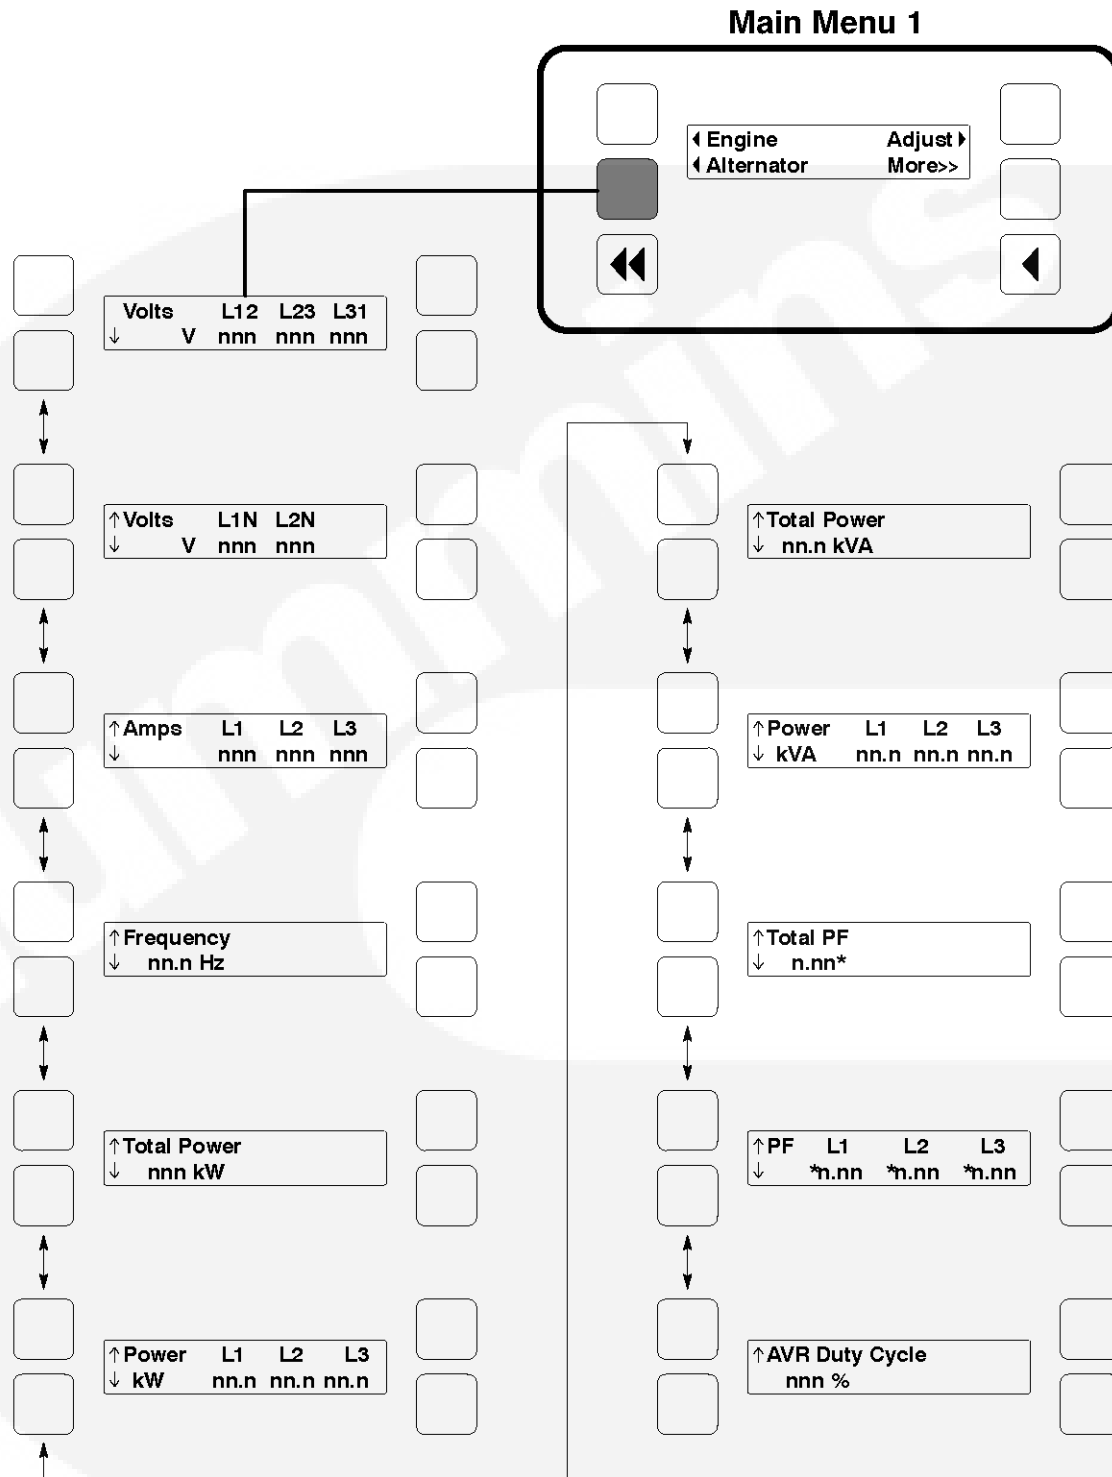 Main Menu 1
Engine Adjust
Alternator More>>
Volts L12 L23 L31
↓ V nnn nnn nnn
↑Volts L1N L2N
↓ V nnn nnn
↑Amps L1 L2 L3
↓ nnn nnn nnn
↑Frequency
↓ nn.n Hz
↑Total Power
↓ nnn kW
↑Power L1 L2 L3
↓ kW nn.n nn.n nn.n
↑Total Power
↓ nn.n kVA
↑Power L1 L2 L3
↓ kVA nn.n nn.n nn.n
↑Total PF
↓ n.nn*
↑PF L1 L2 L3
↓ *n.nn *n.nn *n.nn
↑AVR Duty Cycle
nnn %
cummins